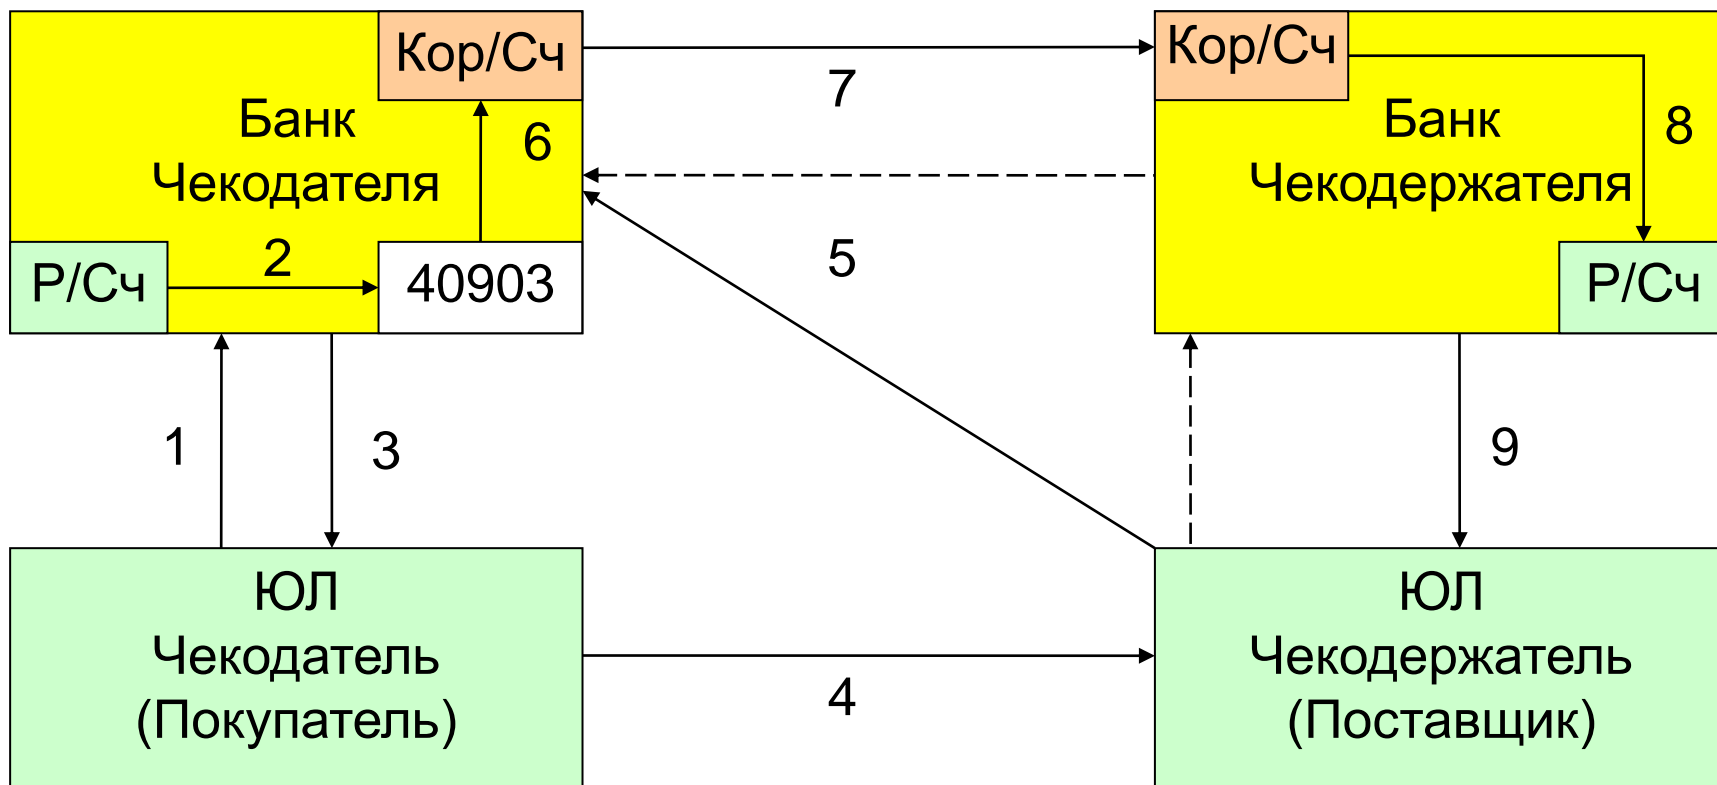 Кор/Сч
Банк
Чекодателя
6
Р/Сч
2
40903
7
5
Кор/Сч
Банк
Чекодержателя
8
Р/Сч
1
3
9
ЮЛ
Чекодатель
(Покупатель)
4
ЮЛ
Чекодержатель
(Поставщик)